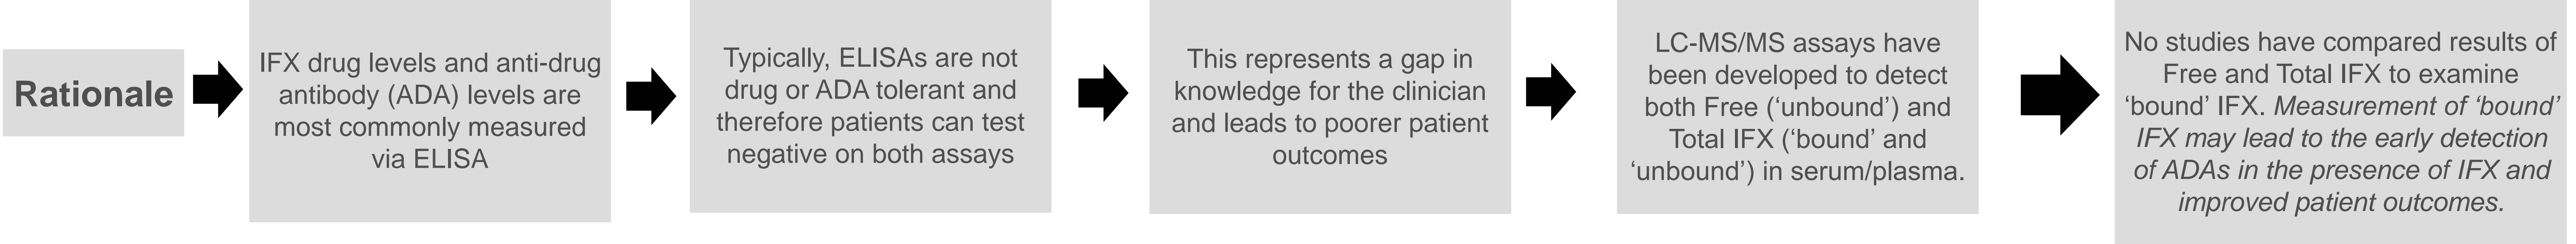 Rationale
IFX drug levels and anti-drug
antibody (ADA) levels are
most commonly measured
via ELISA
Typically, ELISAs are not
drug or ADA tolerant and
therefore patients can test
negative on both assays
This represents a gap in
knowledge for the clinician
and leads to poorer patient
outcomes
LC-MS/MS assays have
been developed to detect
both Free (‘unbound’) and
Total IFX (‘bound’ and
‘unbound’) in serum/plasma.
No studies have compared results of
Free and Total IFX to examine
‘bound’ IFX. Measurement of ‘bound’
IFX may lead to the early detection
of ADAs in the presence of IFX and
improved patient outcomes.